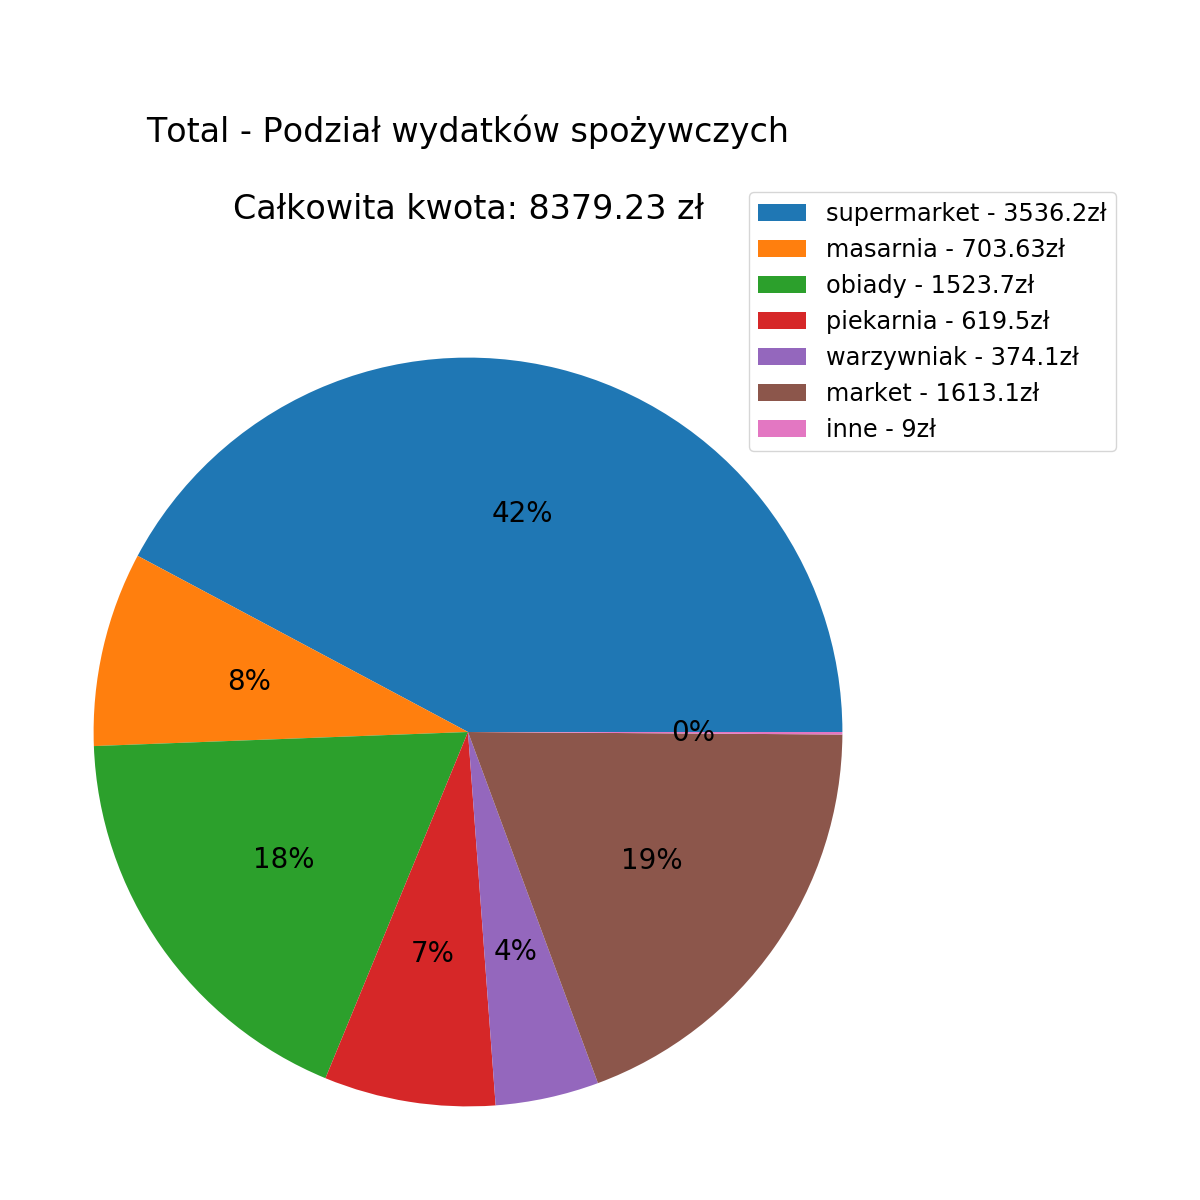 Total - Podział wydatków spożywczych
Całkowita kwota: 8379.23 zł
supermarket - 3536.2zł
masarnia - 703.63zł
obiady - 1523.7zł
piekarnia - 619.5zł
warzywniak - 374.1zł
market - 1613.1zł
inne - 9zł
42%
8%
0%
18%
19%
7%
4%